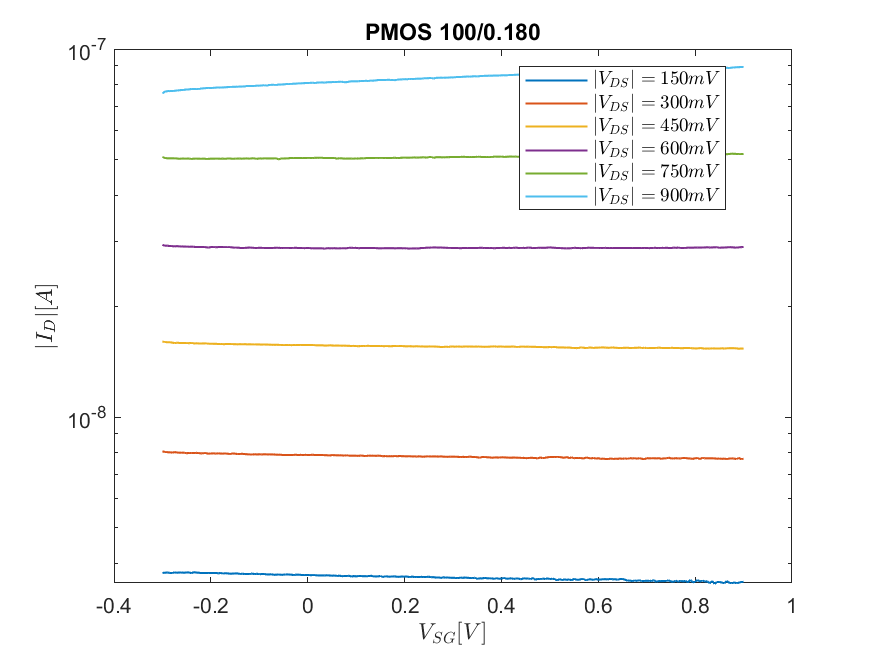 PMOS 100/0.180
|V_DS| = 150mV
|V_DS| = 300mV
|V_DS| = 450mV
|V_DS| = 600mV
|V_DS| = 750mV
|V_DS| = 900mV
10^-7
10^-8
|I_D|[A]
-0.4 -0.2 0 0.2 0.4 0.6 0.8 1
V_SG[V]